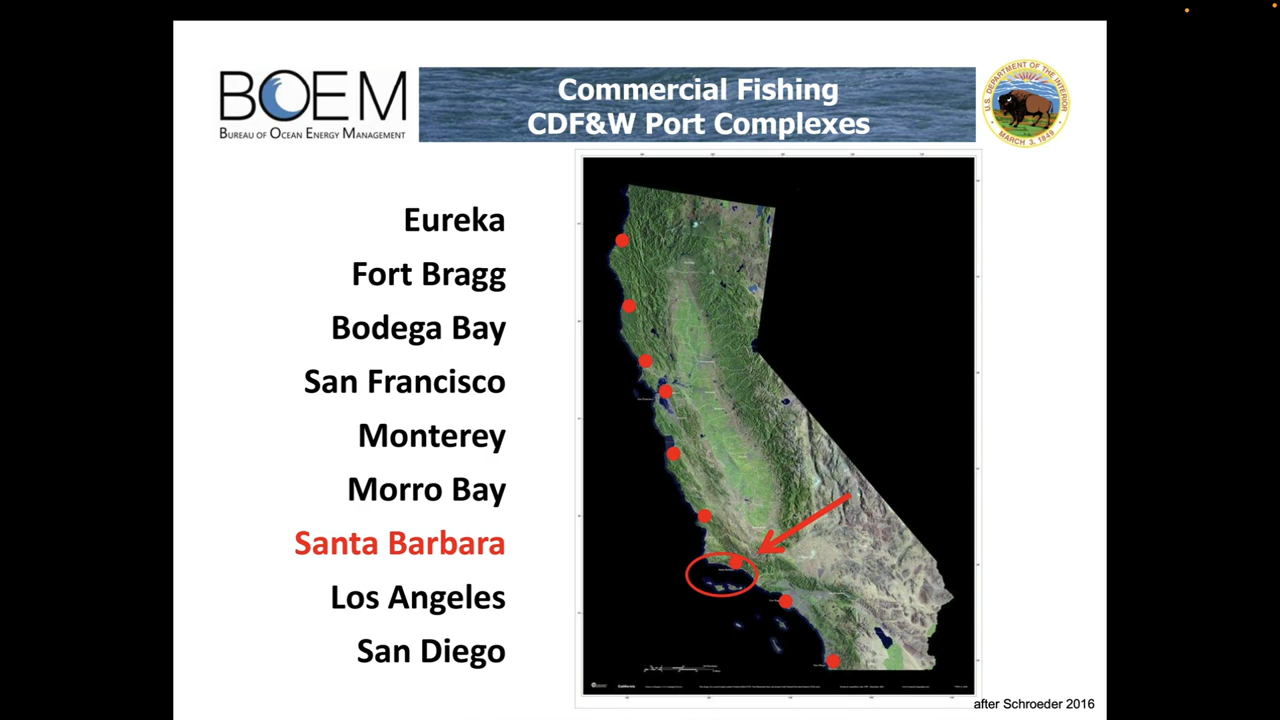 BOEM
BUREAU OF OCEAN ENERGY MANAGEMENT
Commercial Fishing
CDF&W Port Complexes
U.S. DEPARTMENT OF THE INTERIOR
MARCH 3, 1849
Eureka
Fort Bragg
Bodega Bay
San Francisco
Monterey
Morro Bay
Santa Barbara
Los Angeles
San Diego
California
after Schroeder 2016